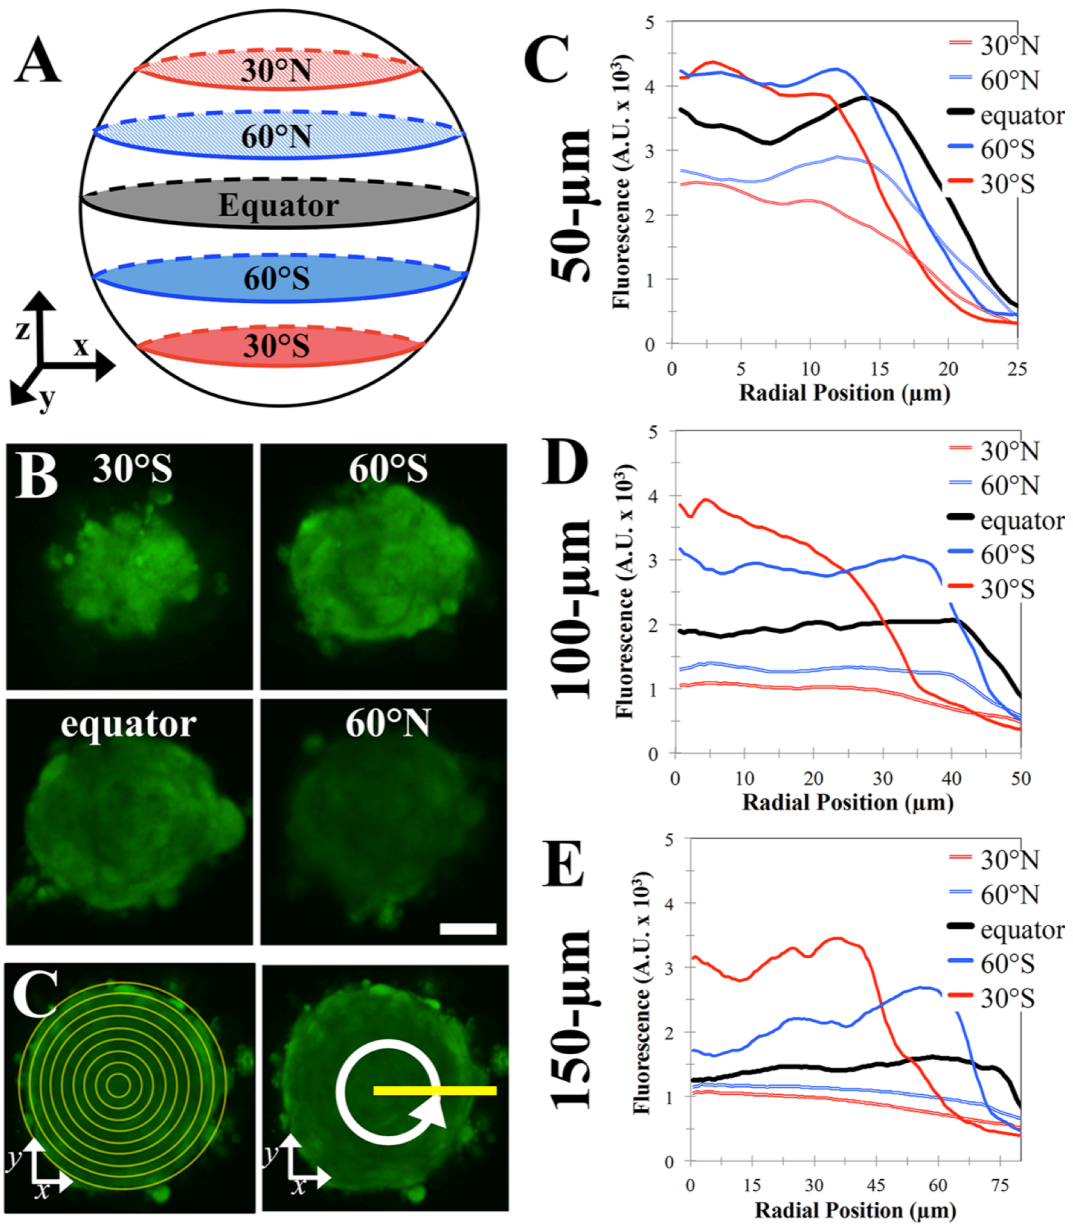 A
30°N
60°N
Equator
60°S
30°S
z
x
y
B
30°S
60°S
equator
60°N
C
y
x
y
x
C
50-µm
Fluorescence (A.U. x 10³)
5
4
3
2
1
0
0
5
10
15
20
25
Radial Position (µm)
30°N
60°N
equator
60°S
30°S
D
100-µm
Fluorescence (A.U. x 10³)
5
4
3
2
1
0
0
10
20
30
40
50
Radial Position (µm)
30°N
60°N
equator
60°S
30°S
E
150-µm
Fluorescence (A.U. x 10³)
5
4
3
2
1
0
0
15
30
45
60
75
Radial Position (µm)
30°N
60°N
equator
60°S
30°S